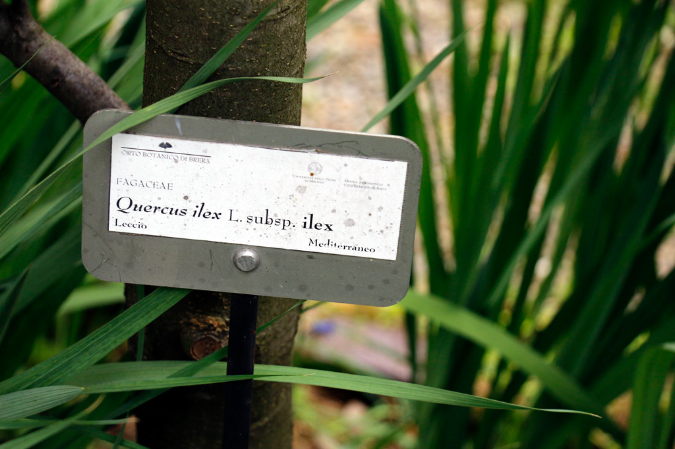 ORTO BOTANICO DI BRERA
FAGACEAE
Quercus ilex L. subsp. ilex
Leccio
Mediterraneo